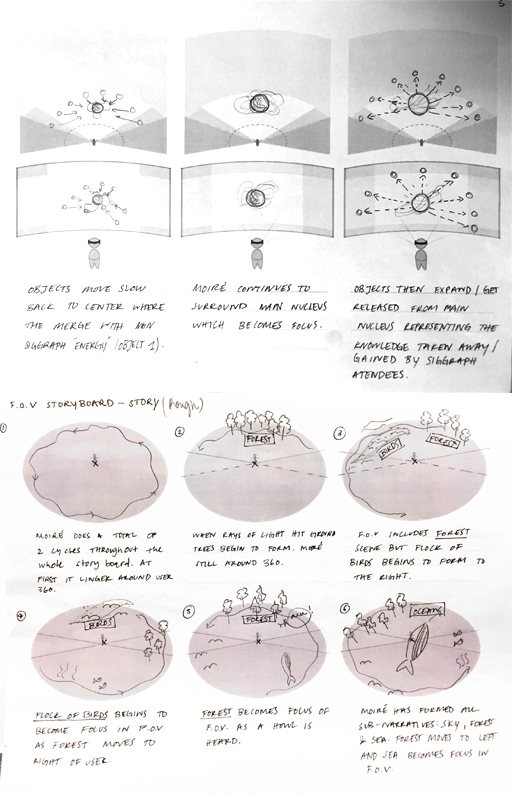 5
OBJECTS MOVE SLOW
BACK TO CENTER WHERE
THE MERGE WITH NEW
SIGGRAPH "ENERGY" (OBJECT 1).
MOIRÉ CONTINUES TO
SURROUND MAIN NUCLEUS
WHICH BECOMES FOCUS.
OBJECTS THEN EXPAND/GET
RELEASED FROM MAIN
NUCLEUS REPRESENTING THE
KNOWLEDGE TAKEN AWAY/
GAINED BY SIGGRAPH
ATENDEES.
F.O.V STORYBOARD - STORY (Rough)
1
MOIRÉ DOES A TOTAL OF
2 CYCLES THROUGHOUT the
whole story board. AT
FIRST IT LINGER AROUND USER
360.
2
FOREST
WHEN RAYS OF LIGHT HIT GROUND
TREES BEGIN TO FORM. MORÉ
STILL AROUND 360.
3
BIRDS
FOREST
F.O.V INCLUDES FOREST
SCENE BUT FLOCK OF
BIRDS BEGINS TO FORM TO
THE RIGHT.
4
BIRDS
FLOCK OF BIRDS BEGINS TO
BECOME FOCUS IN F.O.V
AS FOREST MOVES TO
RIGHT OF USER.
5
FOREST
FOREST BECOMES FOCUS OF
F.O.V. AS A HOWL IS
HEARD.
6
OCEANS
MOIRÉ HAS FORMED ALL
SUB-NARRATIVES: SKY, FOREST
& SEA. FOREST MOVES TO LEFT
AND SEA BECOMES FOCUS IN
F.O.V.